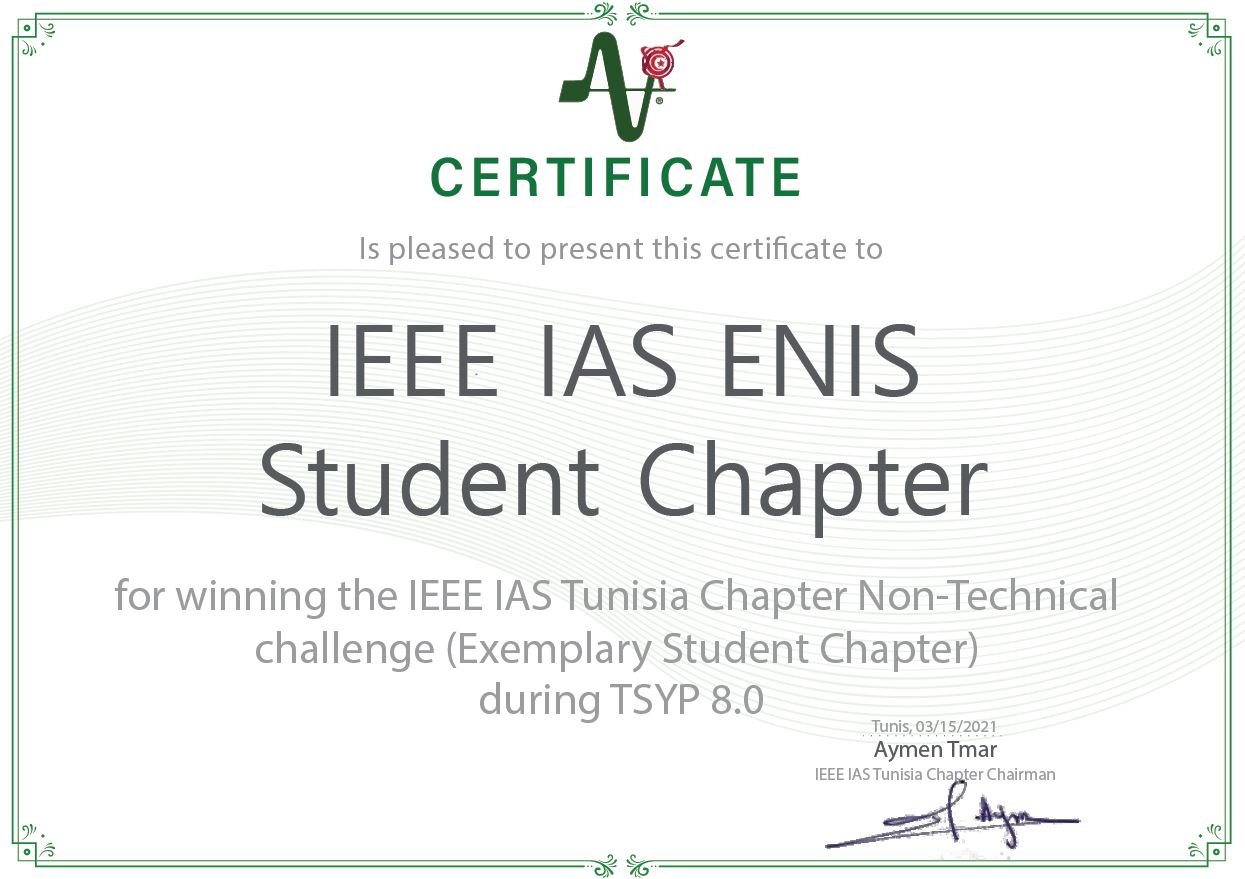 CERTIFICATE
Is pleased to present this certificate to
IEEE IAS ENIS
Student Chapter
for winning the IEEE IAS Tunisia Chapter Non-Technical
challenge (Exemplary Student Chapter)
during TSYP 8.0
Tunis, 03/15/2021
Aymen Tmar
IEEE IAS Tunisia Chapter Chairman